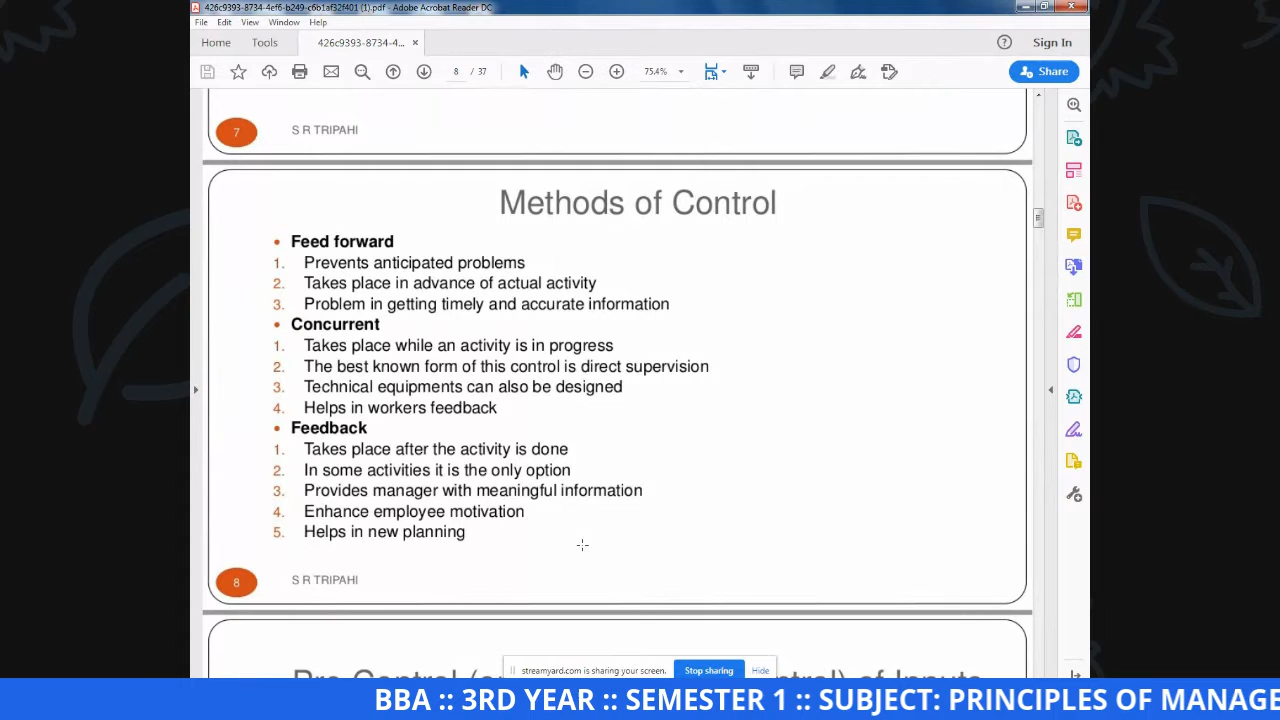 426c9393-8734-4ef6-b249-c6b1af32f401 (1).pdf - Adobe Acrobat Reader DC
File Edit View Window Help
Home Tools 426c9393-8734-4... × Sign In
8 / 37 75.4% Share
7 S R TRIPAHI
Methods of Control
• Feed forward
1. Prevents anticipated problems
2. Takes place in advance of actual activity
3. Problem in getting timely and accurate information
• Concurrent
1. Takes place while an activity is in progress
2. The best known form of this control is direct supervision
3. Technical equipments can also be designed
4. Helps in workers feedback
• Feedback
1. Takes place after the activity is done
2. In some activities it is the only option
3. Provides manager with meaningful information
4. Enhance employee motivation
5. Helps in new planning
8 S R TRIPAHI
streamyard.com is sharing your screen. Stop sharing Hide
of Inputs
BBA :: 3RD YEAR :: SEMESTER 1 :: SUBJECT: PRINCIPLES OF MANAGE